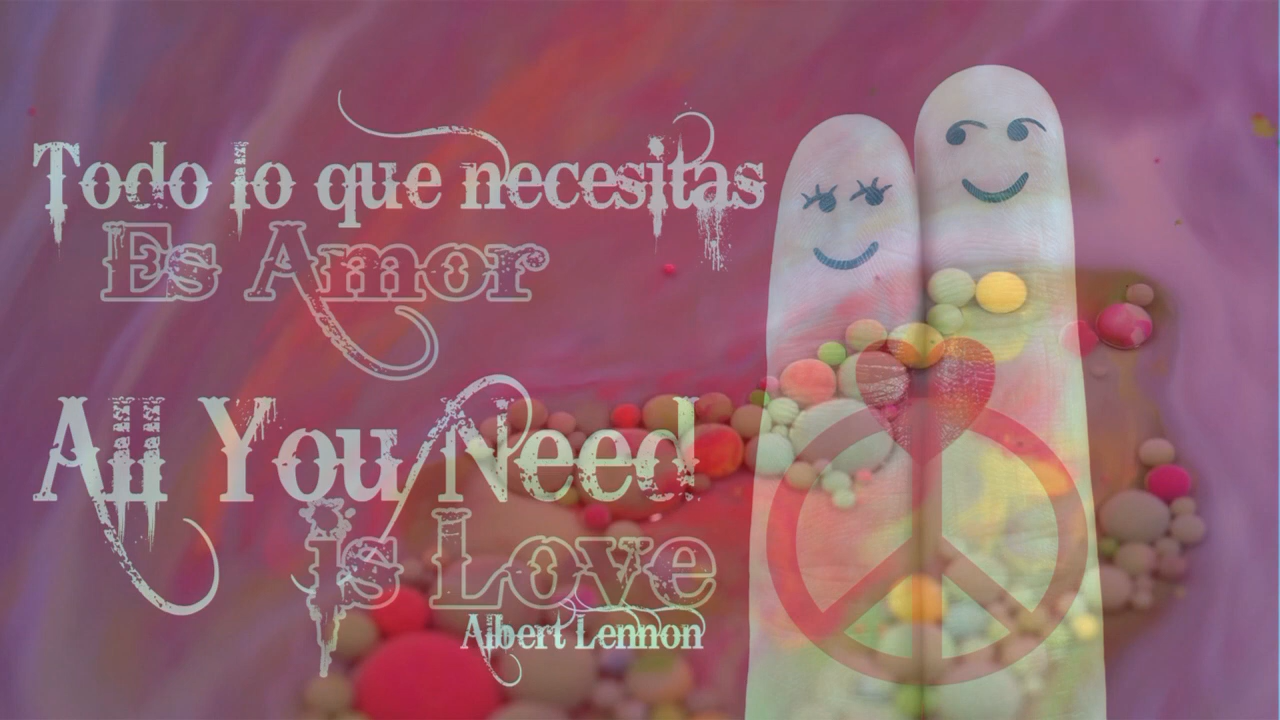 Todo lo que necesitas
Es Amor
All You Need
is Love
Albert Lennon